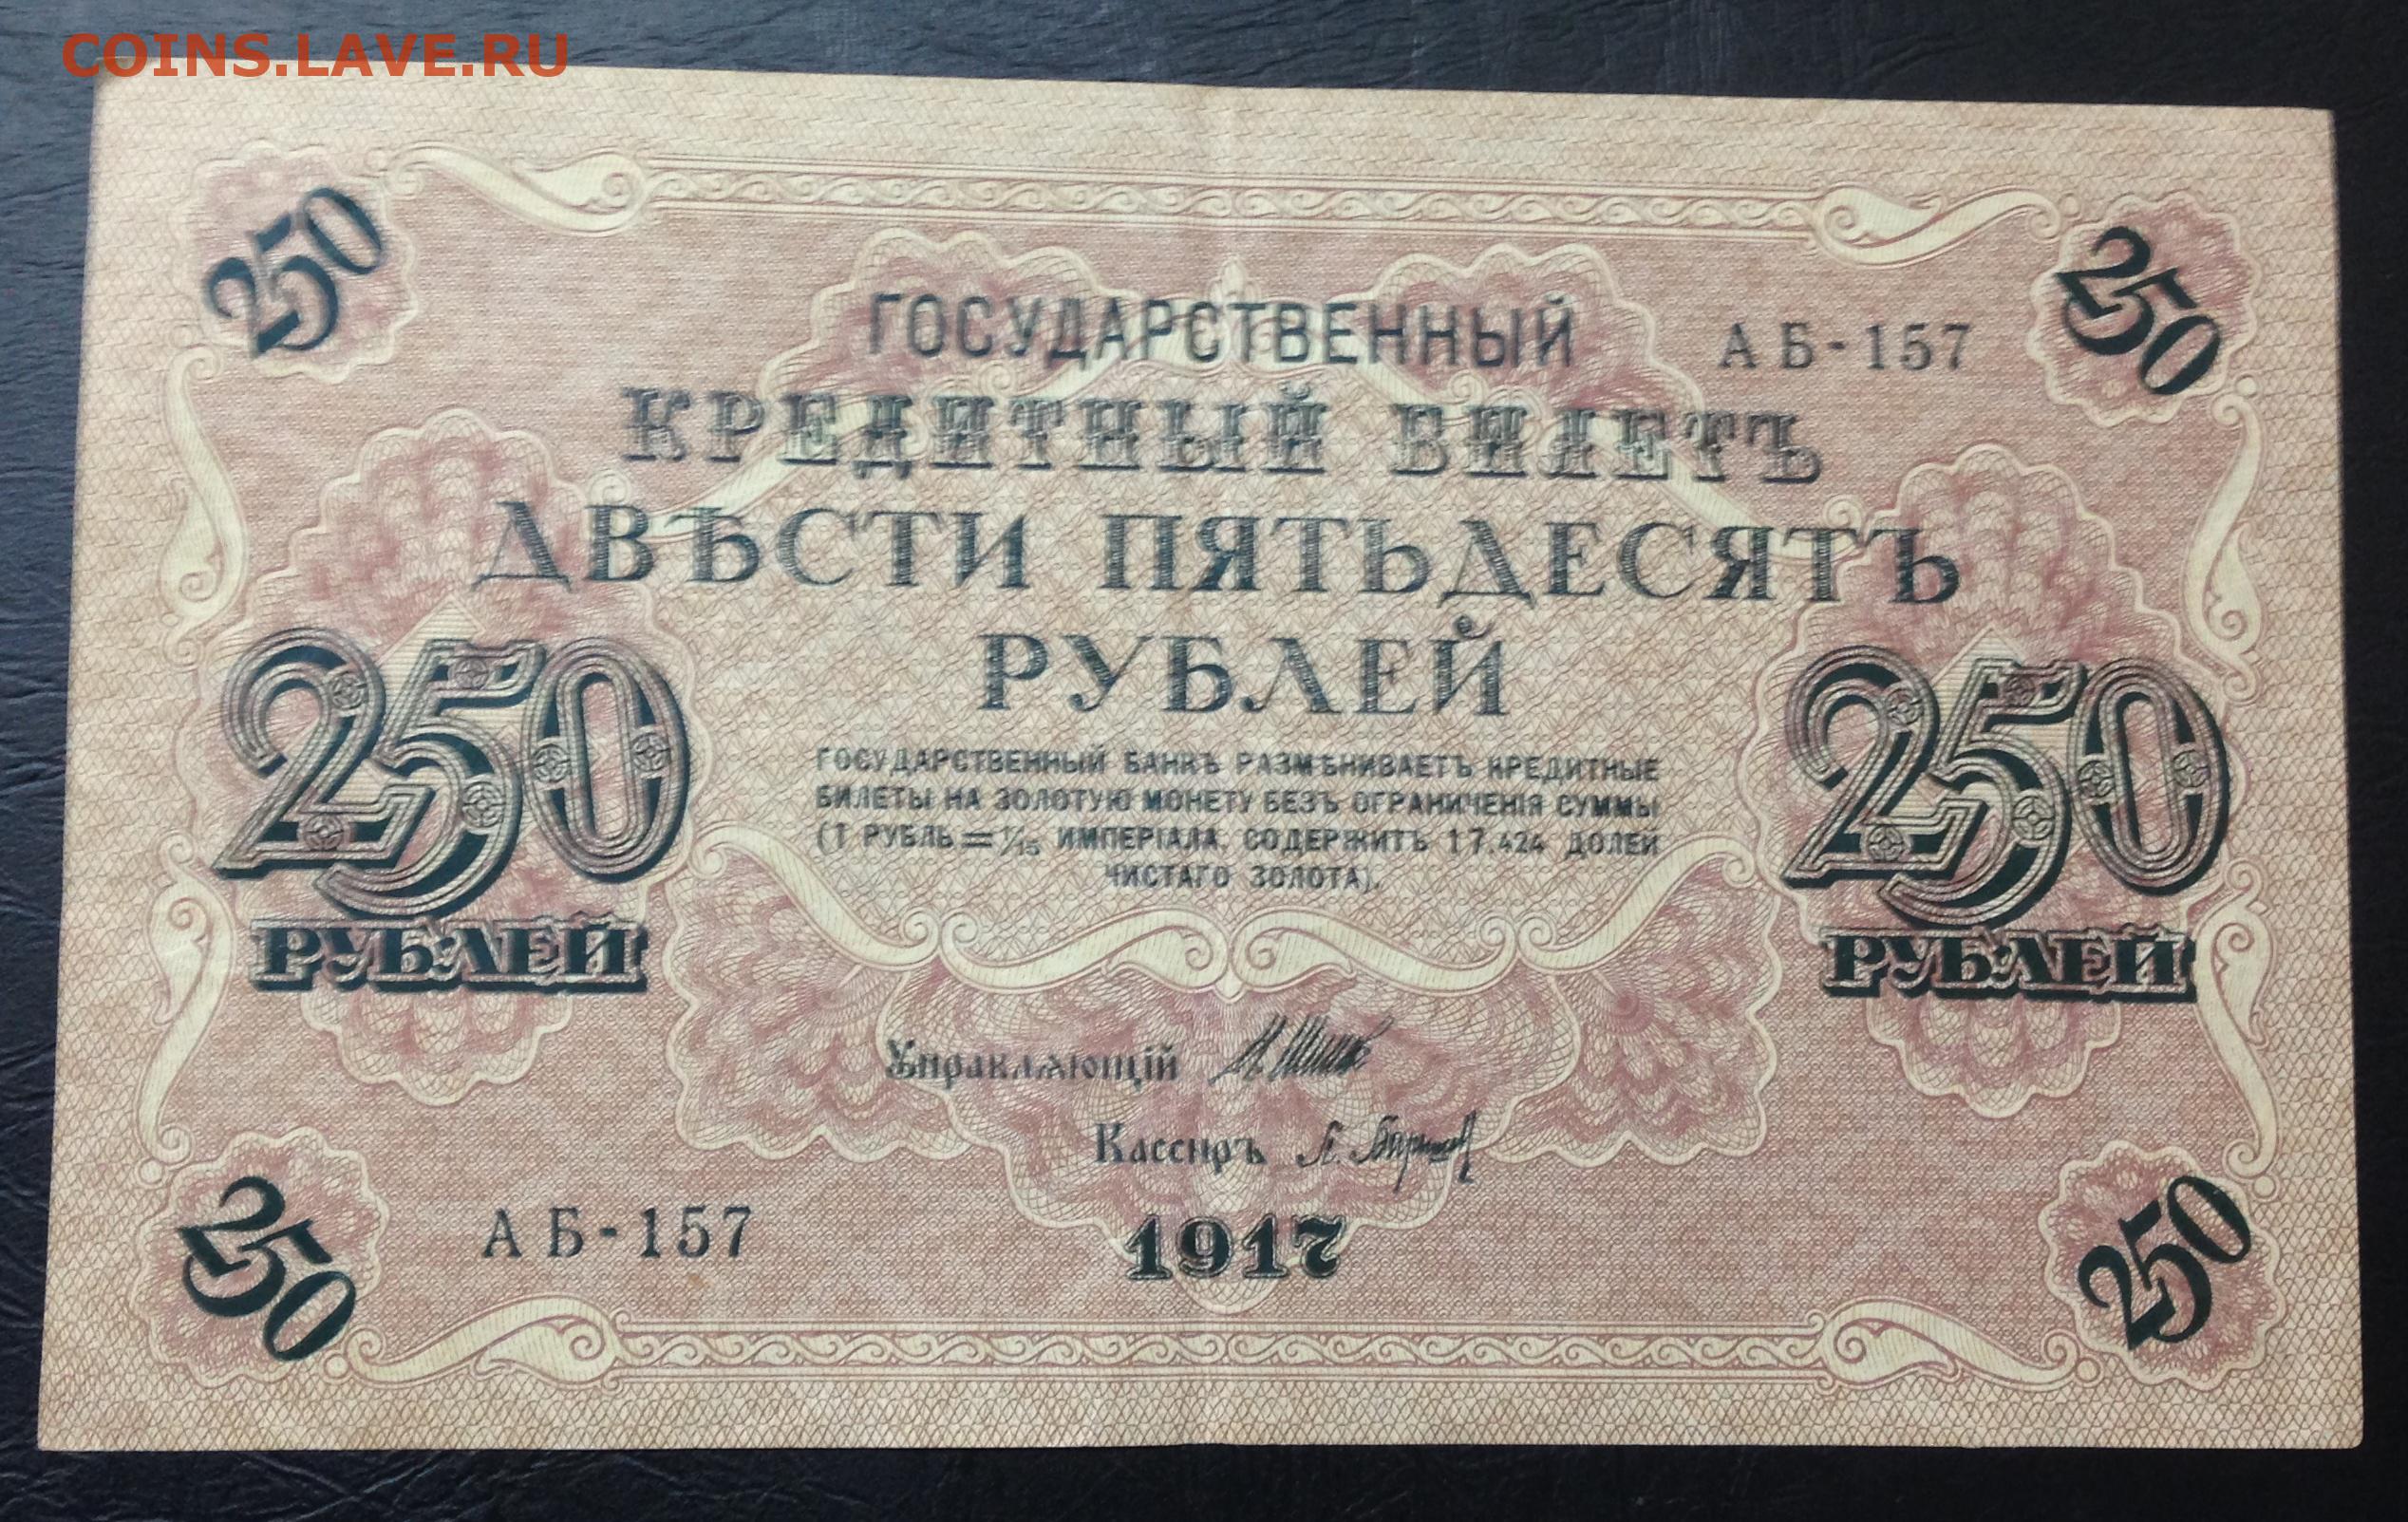 COINS.LAVE.RU
250
250
ГОСУДАРСТВЕННЫЙ
АБ-157
КРЕДИТНЫЙ БИЛЕТЪ
ДВѢСТИ ПЯТЬДЕСЯТЪ
РУБЛЕЙ
250
РУБЛЕЙ
250
РУБЛЕЙ
ГОСУДАРСТВЕННЫЙ БАНКЪ РАЗМѢНИВАЕТЪ КРЕДИТНЫЕ
БИЛЕТЫ НА ЗОЛОТУЮ МОНЕТУ БЕЗЪ ОГРАНИЧЕНІЯ СУММЫ
(1 РУБЛЬ = 1/15 ИМПЕРІАЛА, СОДЕРЖИТЪ 17.424 ДОЛЕЙ
ЧИСТАГО ЗОЛОТА).
Управляющій
Кассиръ
АБ-157
1917
250
250